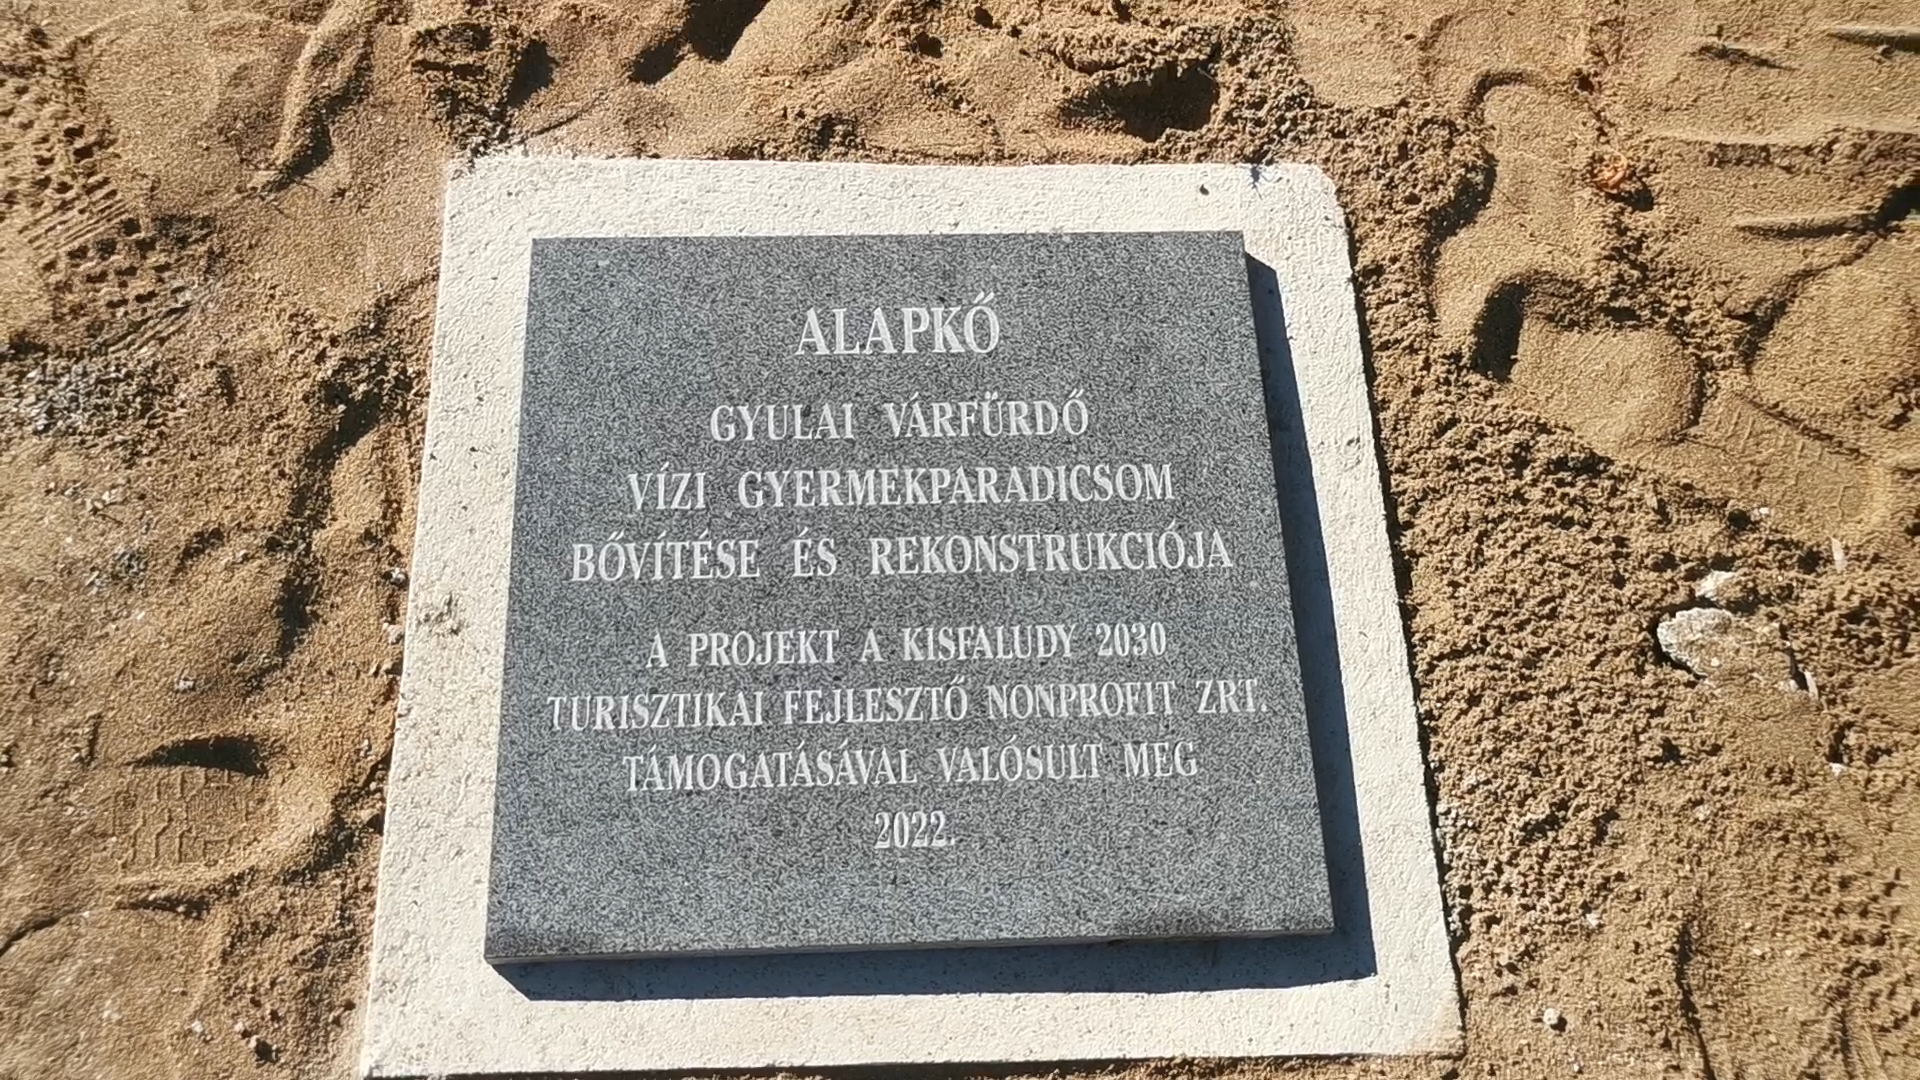 ALAPKŐ
GYULAI VÁRFÜRDŐ
VÍZI GYERMEKPARADICSOM
BŐVÍTÉSE ÉS REKONSTRUKCIÓJA
A PROJEKT A KISFALUDY 2030
TURISZTIKAI FEJLESZTŐ NONPROFIT ZRT.
TÁMOGATÁSÁVAL VALÓSULT MEG
2022.